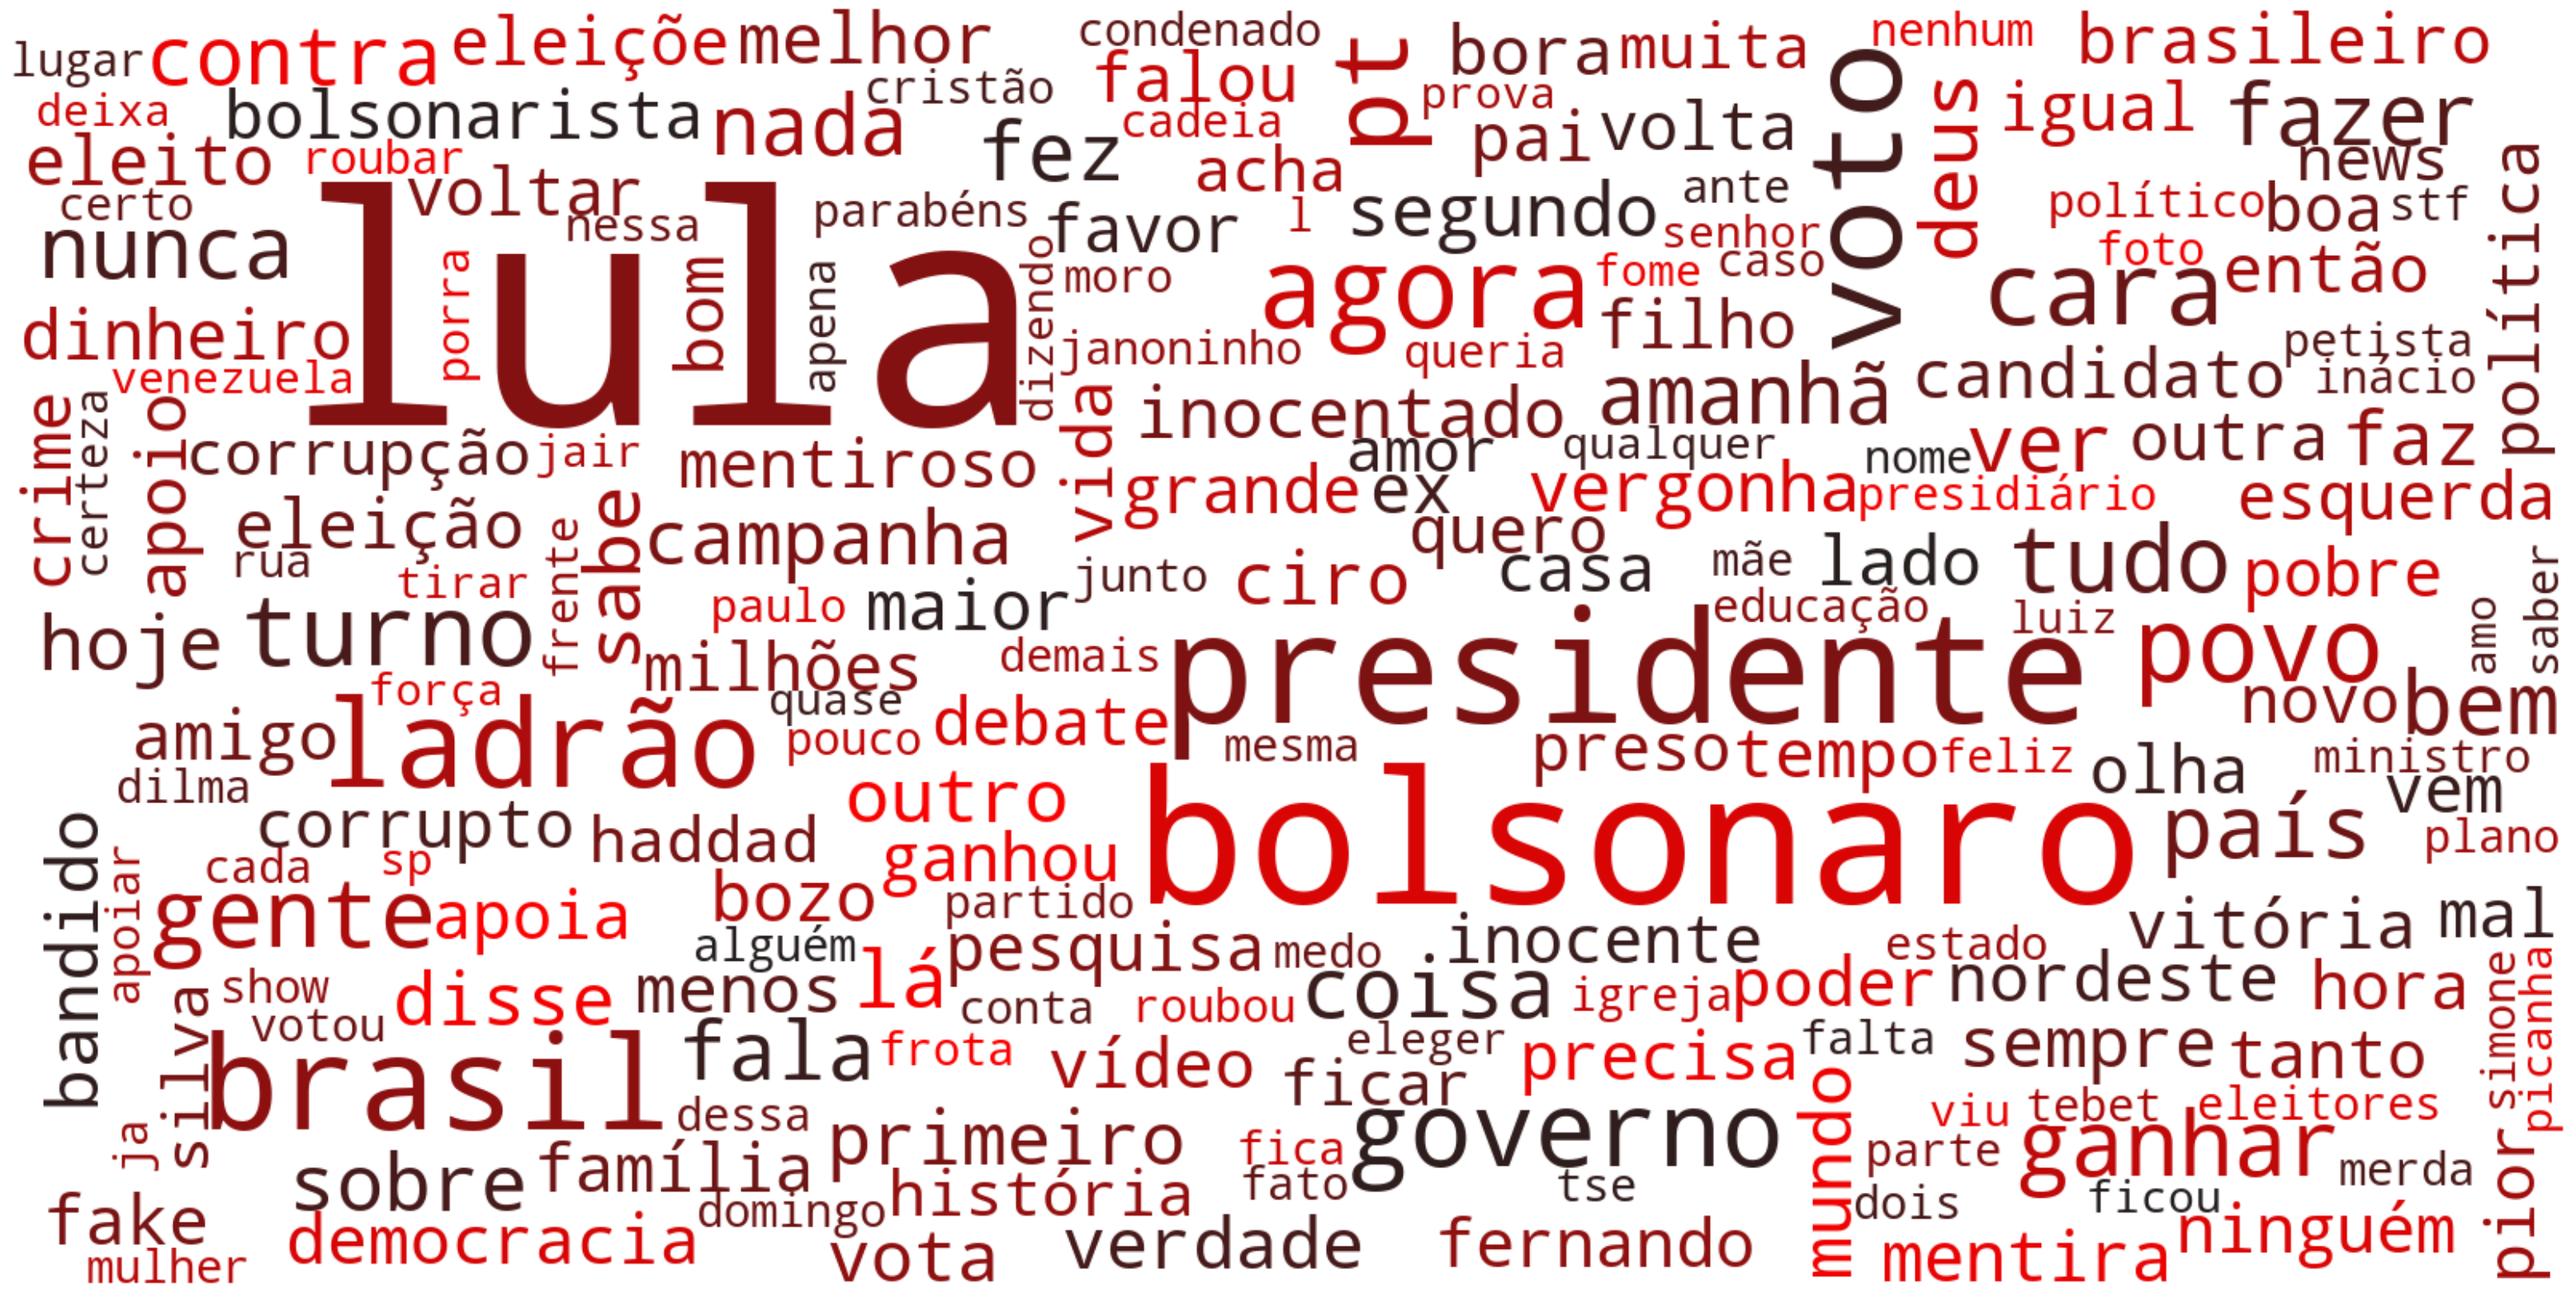 lugar
contra
eleiçõe
melhor
condenado
pt
bora
muita
nenhum
brasileiro
deixa
bolsonarista
nada
cristão
falou
cadeia
prova
voto
deus
igual
fazer
eleito
roubar
voltar
fez
acha
pai
volta
news
certo
nessa
parabéns
favor
l
segundo
ante
senhor
político
boa
stf
política
nunca
lula
porra
bom
apena
dizendo
moro
agora
fome
caso
cara
foto
então
dinheiro
venezuela
janoninho
queria
filho
petista
crime
certeza
apoio
corrupção
jair
mentiroso
vida
inocentado
amanhã
candidato
inácio
amor
qualquer
nome
ver
outra
faz
eleição
sabe
campanha
grande
ex
vergonha
presidiário
esquerda
rua
tirar
frente
quero
junto
ciro
casa
mãe
lado
tudo
pobre
hoje
turno
paulo
maior
educação
luiz
povo
amo
saber
força
milhões
demais
presidente
novo
bem
amigo
ladrão
quase
pouco
debate
mesma
preso
tempo
feliz
olha
ministro
vem
dilma
corrupto
haddad
outro
bolsonaro
país
plano
bandido
apoiar
cada
sp
ganhou
gente
apoia
bozo
partido
alguém
pesquisa
medo
inocente
estado
vitória
mal
silva
show
votou
disse
menos
lá
conta
roubou
coisa
igreja
poder
nordeste
hora
simone
picanha
brasil
fala
frota
vídeo
eleger
ficar
precisa
falta
sempre
tanto
ja
dessa
primeiro
fica
governo
mundo
viu
tebet
eleitores
sobre
família
história
fato
tse
parte
ganhar
merda
pior
fake
domingo
dois
ficou
mulher
democracia
vota
verdade
fernando
mentira
ninguém